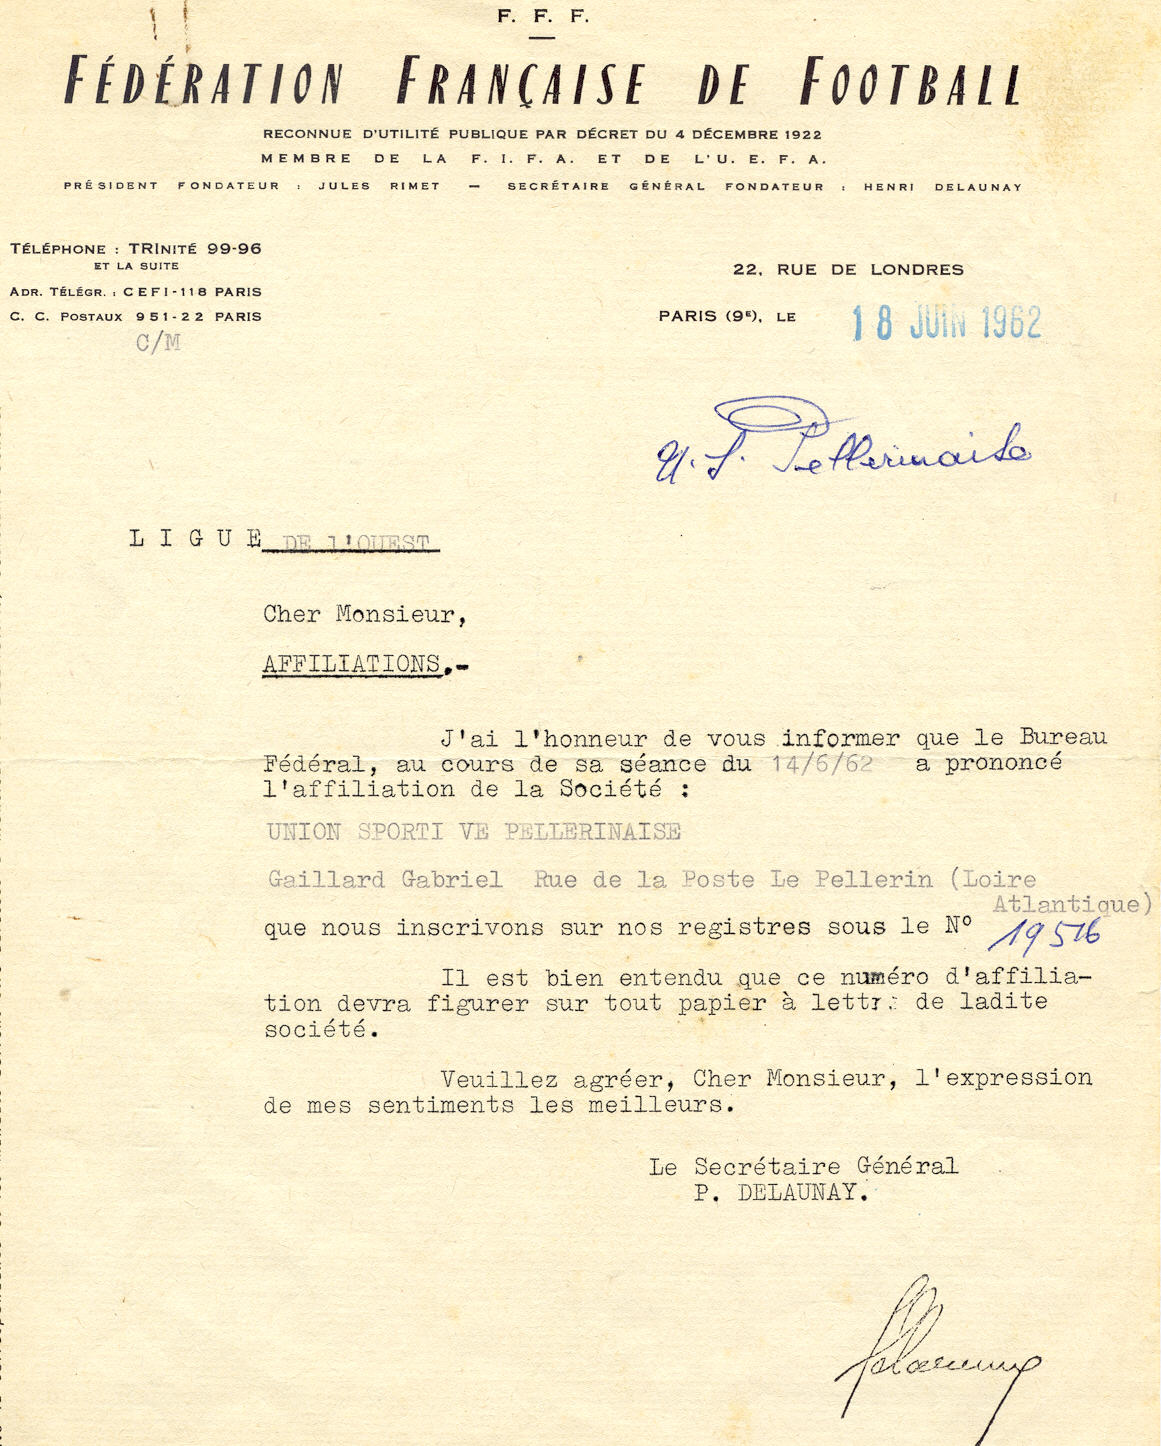 F. F. F.
FÉDÉRATION FRANÇAISE DE FOOTBALL
RECONNUE D'UTILITÉ PUBLIQUE PAR DÉCRET DU 4 DÉCEMBRE 1922
MEMBRE DE LA F. I. F. A. ET DE L'U. E. F. A.
PRÉSIDENT FONDATEUR : JULES RIMET — SECRÉTAIRE GÉNÉRAL FONDATEUR : HENRI DELAUNAY
TÉLÉPHONE : TRINITÉ 99-96
ET LA SUITE
ADR. TÉLÉGR. : CEFI-118 PARIS
C. C. POSTAUX 951-22 PARIS
C/M
22, RUE DE LONDRES
PARIS (9E), LE 18 JUIN 1962
U.S. Pellerinaise
LIGUE DE l'OUEST
Cher Monsieur,
AFFILIATIONS.-
J'ai l'honneur de vous informer que le Bureau
Fédéral, au cours de sa séance du 14/6/62 a prononcé
l'affiliation de la Société :
UNION SPORTI VE PELLERINAISE
Gaillard Gabriel Rue de la Poste Le Pellerin (Loire
Atlantique)
que nous inscrivons sur nos registres sous le N° 19516
Il est bien entendu que ce numéro d'affilia-
tion devra figurer sur tout papier à lettre de ladite
société.
Veuillez agréer, Cher Monsieur, l'expression
de mes sentiments les meilleurs.
Le Secrétaire Général
P. DELAUNAY.